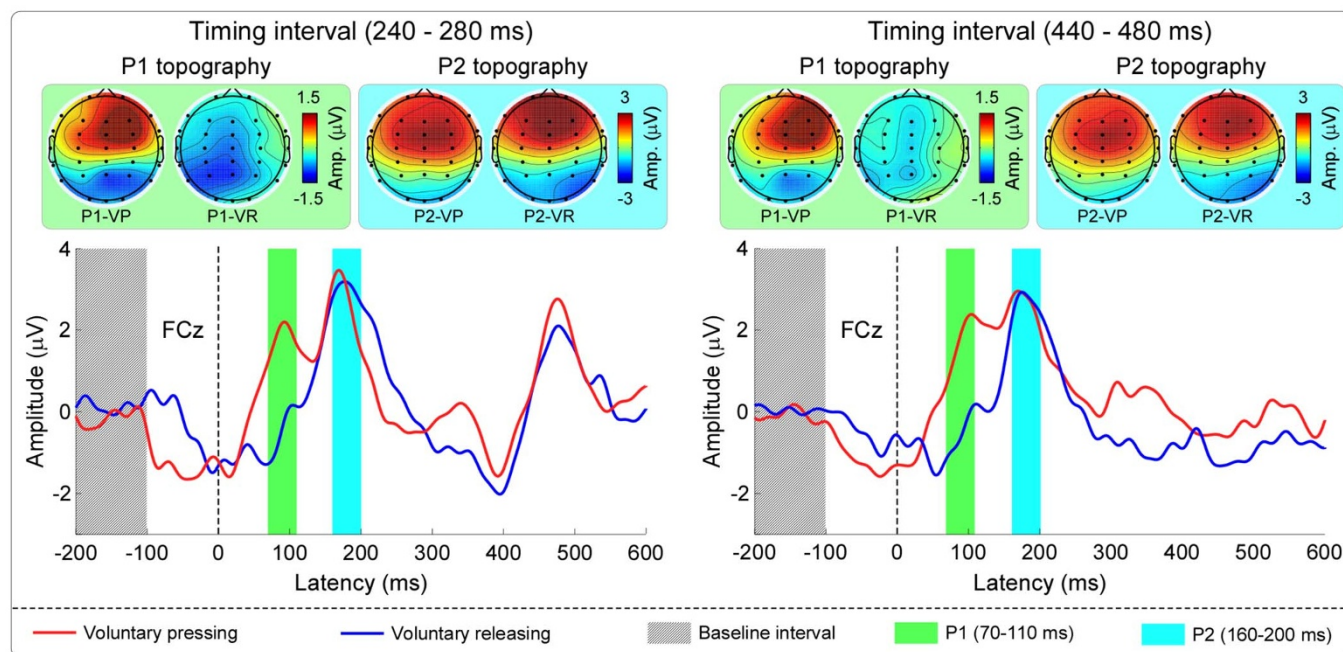 Timing interval (240 - 280 ms)
P1 topography
P2 topography
1.5
-1.5
Amp. (μV)
3
-3
Amp. (μV)
P1-VP
P1-VR
P2-VP
P2-VR
4
2
0
-2
Amplitude (μV)
FCz
-200
-100
0
100
200
300
400
500
600
Latency (ms)
Timing interval (440 - 480 ms)
P1 topography
P2 topography
1.5
-1.5
Amp. (μV)
3
-3
Amp. (μV)
P1-VP
P1-VR
P2-VP
P2-VR
4
2
0
-2
Amplitude (μV)
FCz
-200
-100
0
100
200
300
400
500
600
Latency (ms)
Voluntary pressing
Voluntary releasing
Baseline interval
P1 (70-110 ms)
P2 (160-200 ms)